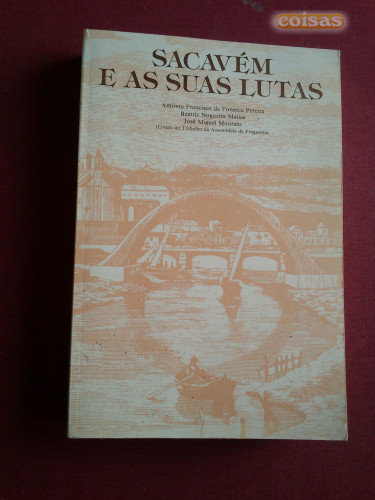 coisas
SACAVÉM
E AS SUAS LUTAS
António Francisco da Fonseca Pereira
Beatriz Nogueira Matias
José Miguel Mourato
(Grupo de Trabalho da Assembleia de Freguesia)